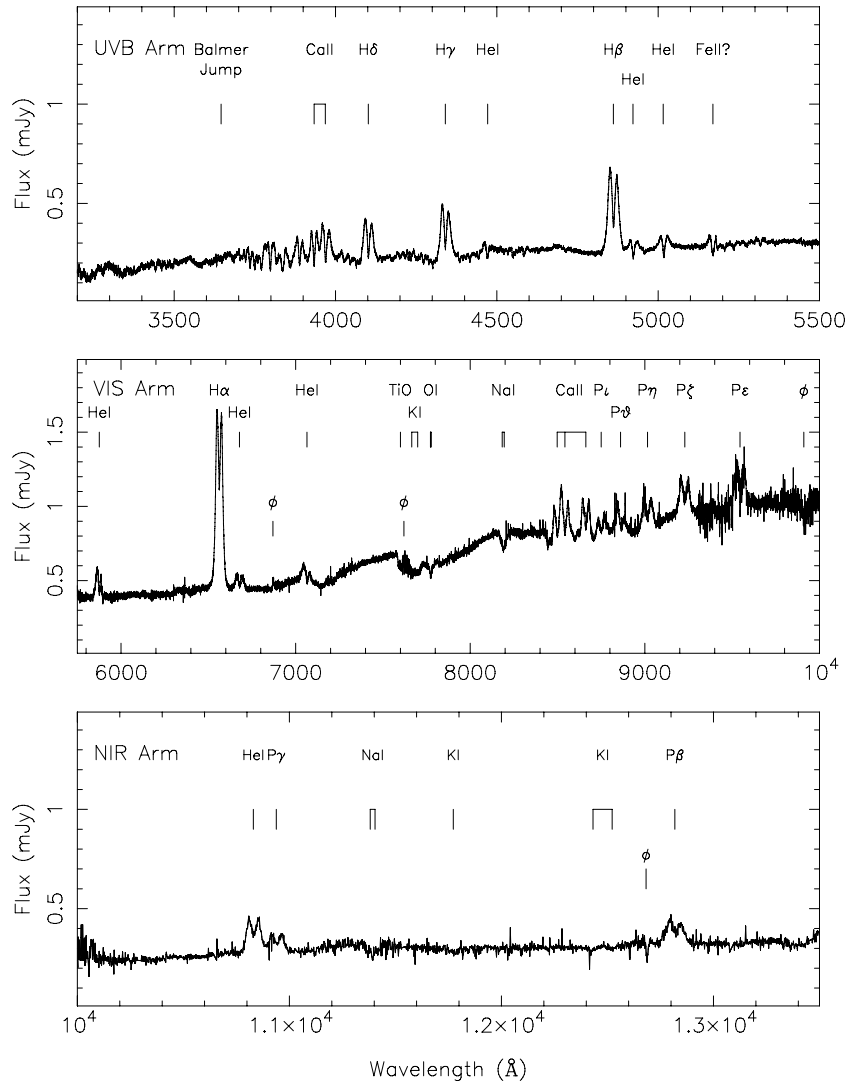 UVB Arm Balmer Jump CaII Hδ Hγ HeI Hβ HeI HeI FeII?
Flux (mJy)
1
0.5
3500 4000 4500 5000 5500
VIS Arm Hα HeI TiO OI NaI CaII Pι Pη Pζ Pε ϕ
HeI HeI KI Pϑ
ϕ ϕ
Flux (mJy)
1.5
1
0.5
6000 7000 8000 9000 10⁴
NIR Arm HeI Pγ NaI KI KI Pβ
ϕ
Flux (mJy)
1
0.5
10⁴ 1.1×10⁴ 1.2×10⁴ 1.3×10⁴
Wavelength (Å)